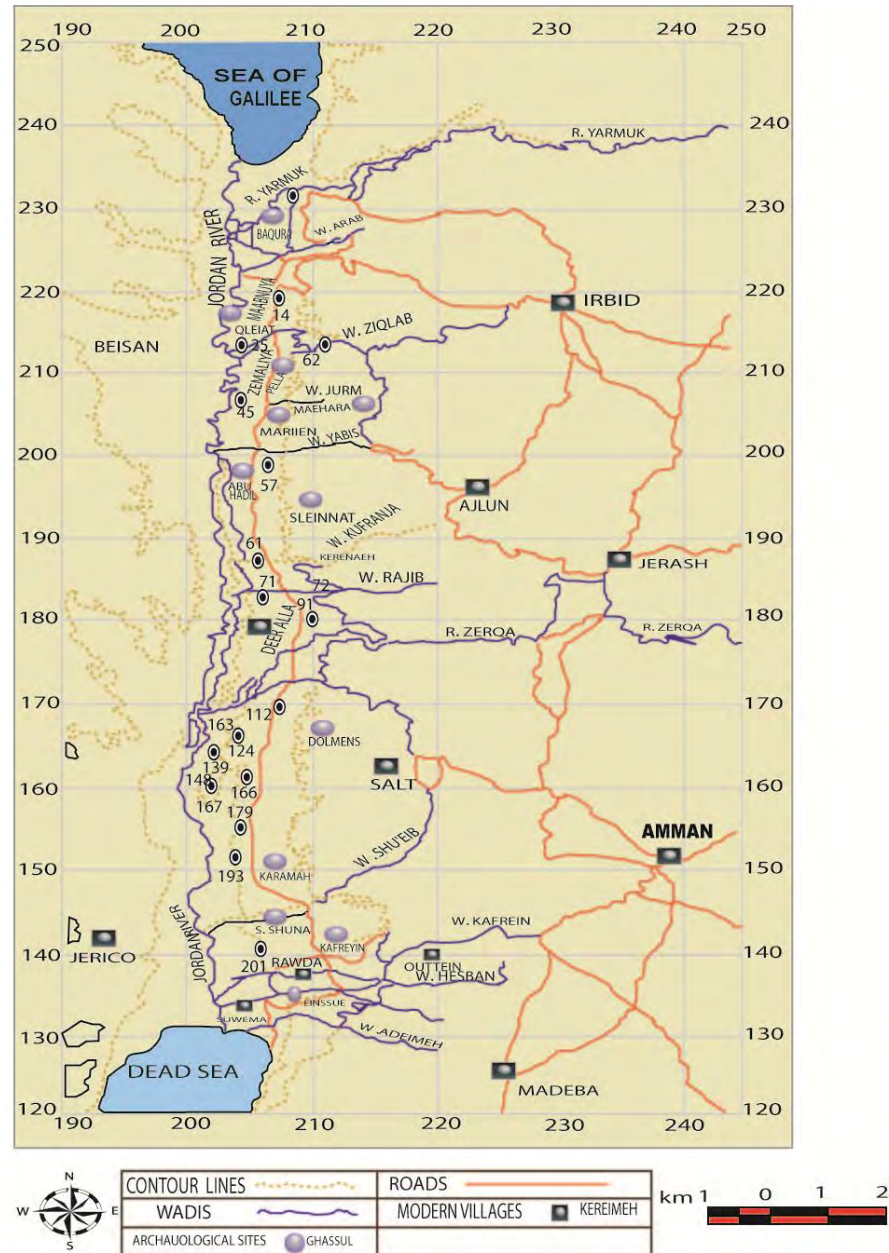 190 200 210 220 230 240 250
250
SEA OF
GALILEE
240 240
R. YARMUK
R. YARMUK
230 230
BAQURA
W. ARAB
JORDAN RIVER
MAABNUYA
220 220
14
IRBID
QLEIAT
25
W. ZIQLAB
BEISAN
ZEMALIYA
62
210 210
PELLA
W. JURM
45
MAEHARA
MARIIEN
W. YABIS
200 200
ABU
HADIL
57
SLEINNAT
AJLUN
W. KUFRANJA
190 190
61
KERENAEH
JERASH
71
72
W. RAJIB
91
180 180
DEER ALLA
R. ZERQA
R. ZERQA
170 170
112
163
124
DOLMENS
139
148
166
SALT
160 160
167
179
AMMAN
W. SHU'EIB
150 150
193
KARAMAH
JORDANRIVER
S. SHUNA
KAFREYIN
W. KAFREIN
140 140
JERICO
201
RAWDA
OUTTEIN
W. HESBAN
EINSSUE
SUWEMA
130 130
W. ADEIMEH
DEAD SEA
MADEBA
120 120
190 200 210 220 230 240 250
N
W E
S
CONTOUR LINES
ROADS
WADIS
MODERN VILLAGES KEREIMEH
ARCHAUOLOGICAL SITES GHASSUL
km 1 0 1 2